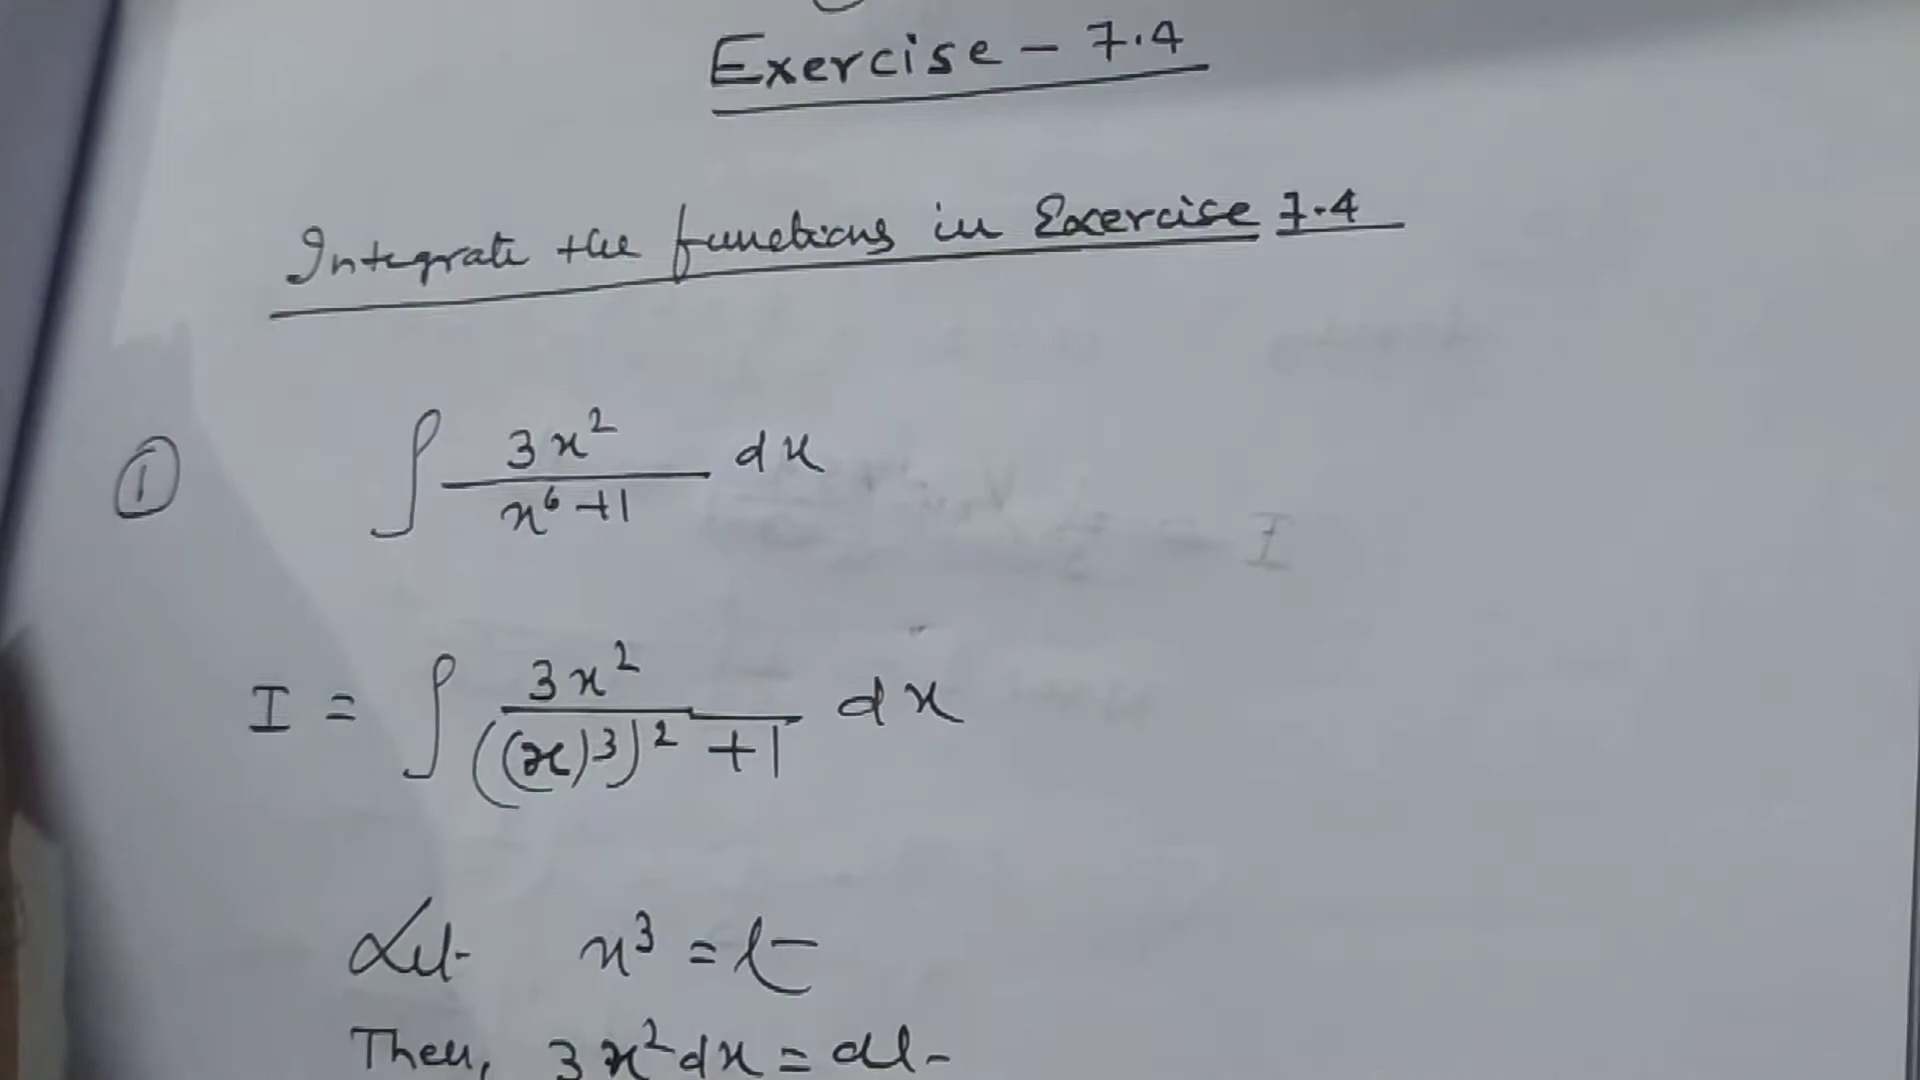 Exercise - 7.4
Integrate the functions in Exercise 7.4
① ∫ 3x² / x⁶+1 dx
I = ∫ 3x² / ((x)³)² +1 dx
Let x³ = t
Then, 3x²dx = dt